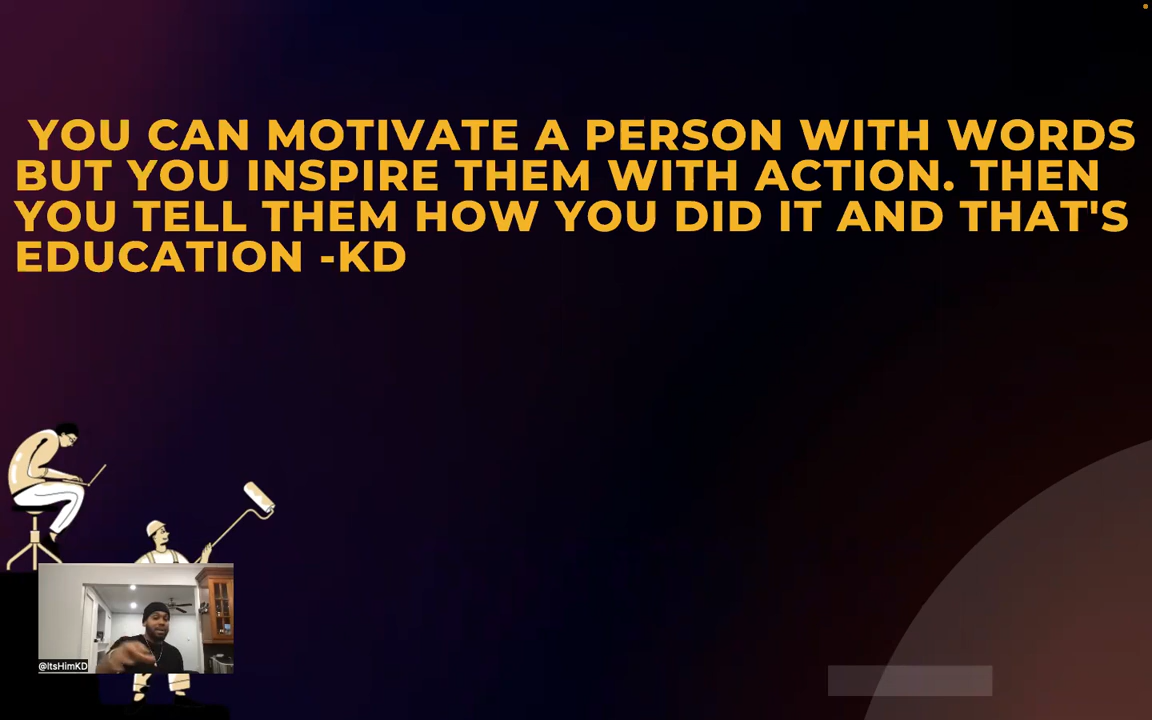 YOU CAN MOTIVATE A PERSON WITH WORDS
BUT YOU INSPIRE THEM WITH ACTION. THEN
YOU TELL THEM HOW YOU DID IT AND THAT'S
EDUCATION -KD
@ItsHimKD